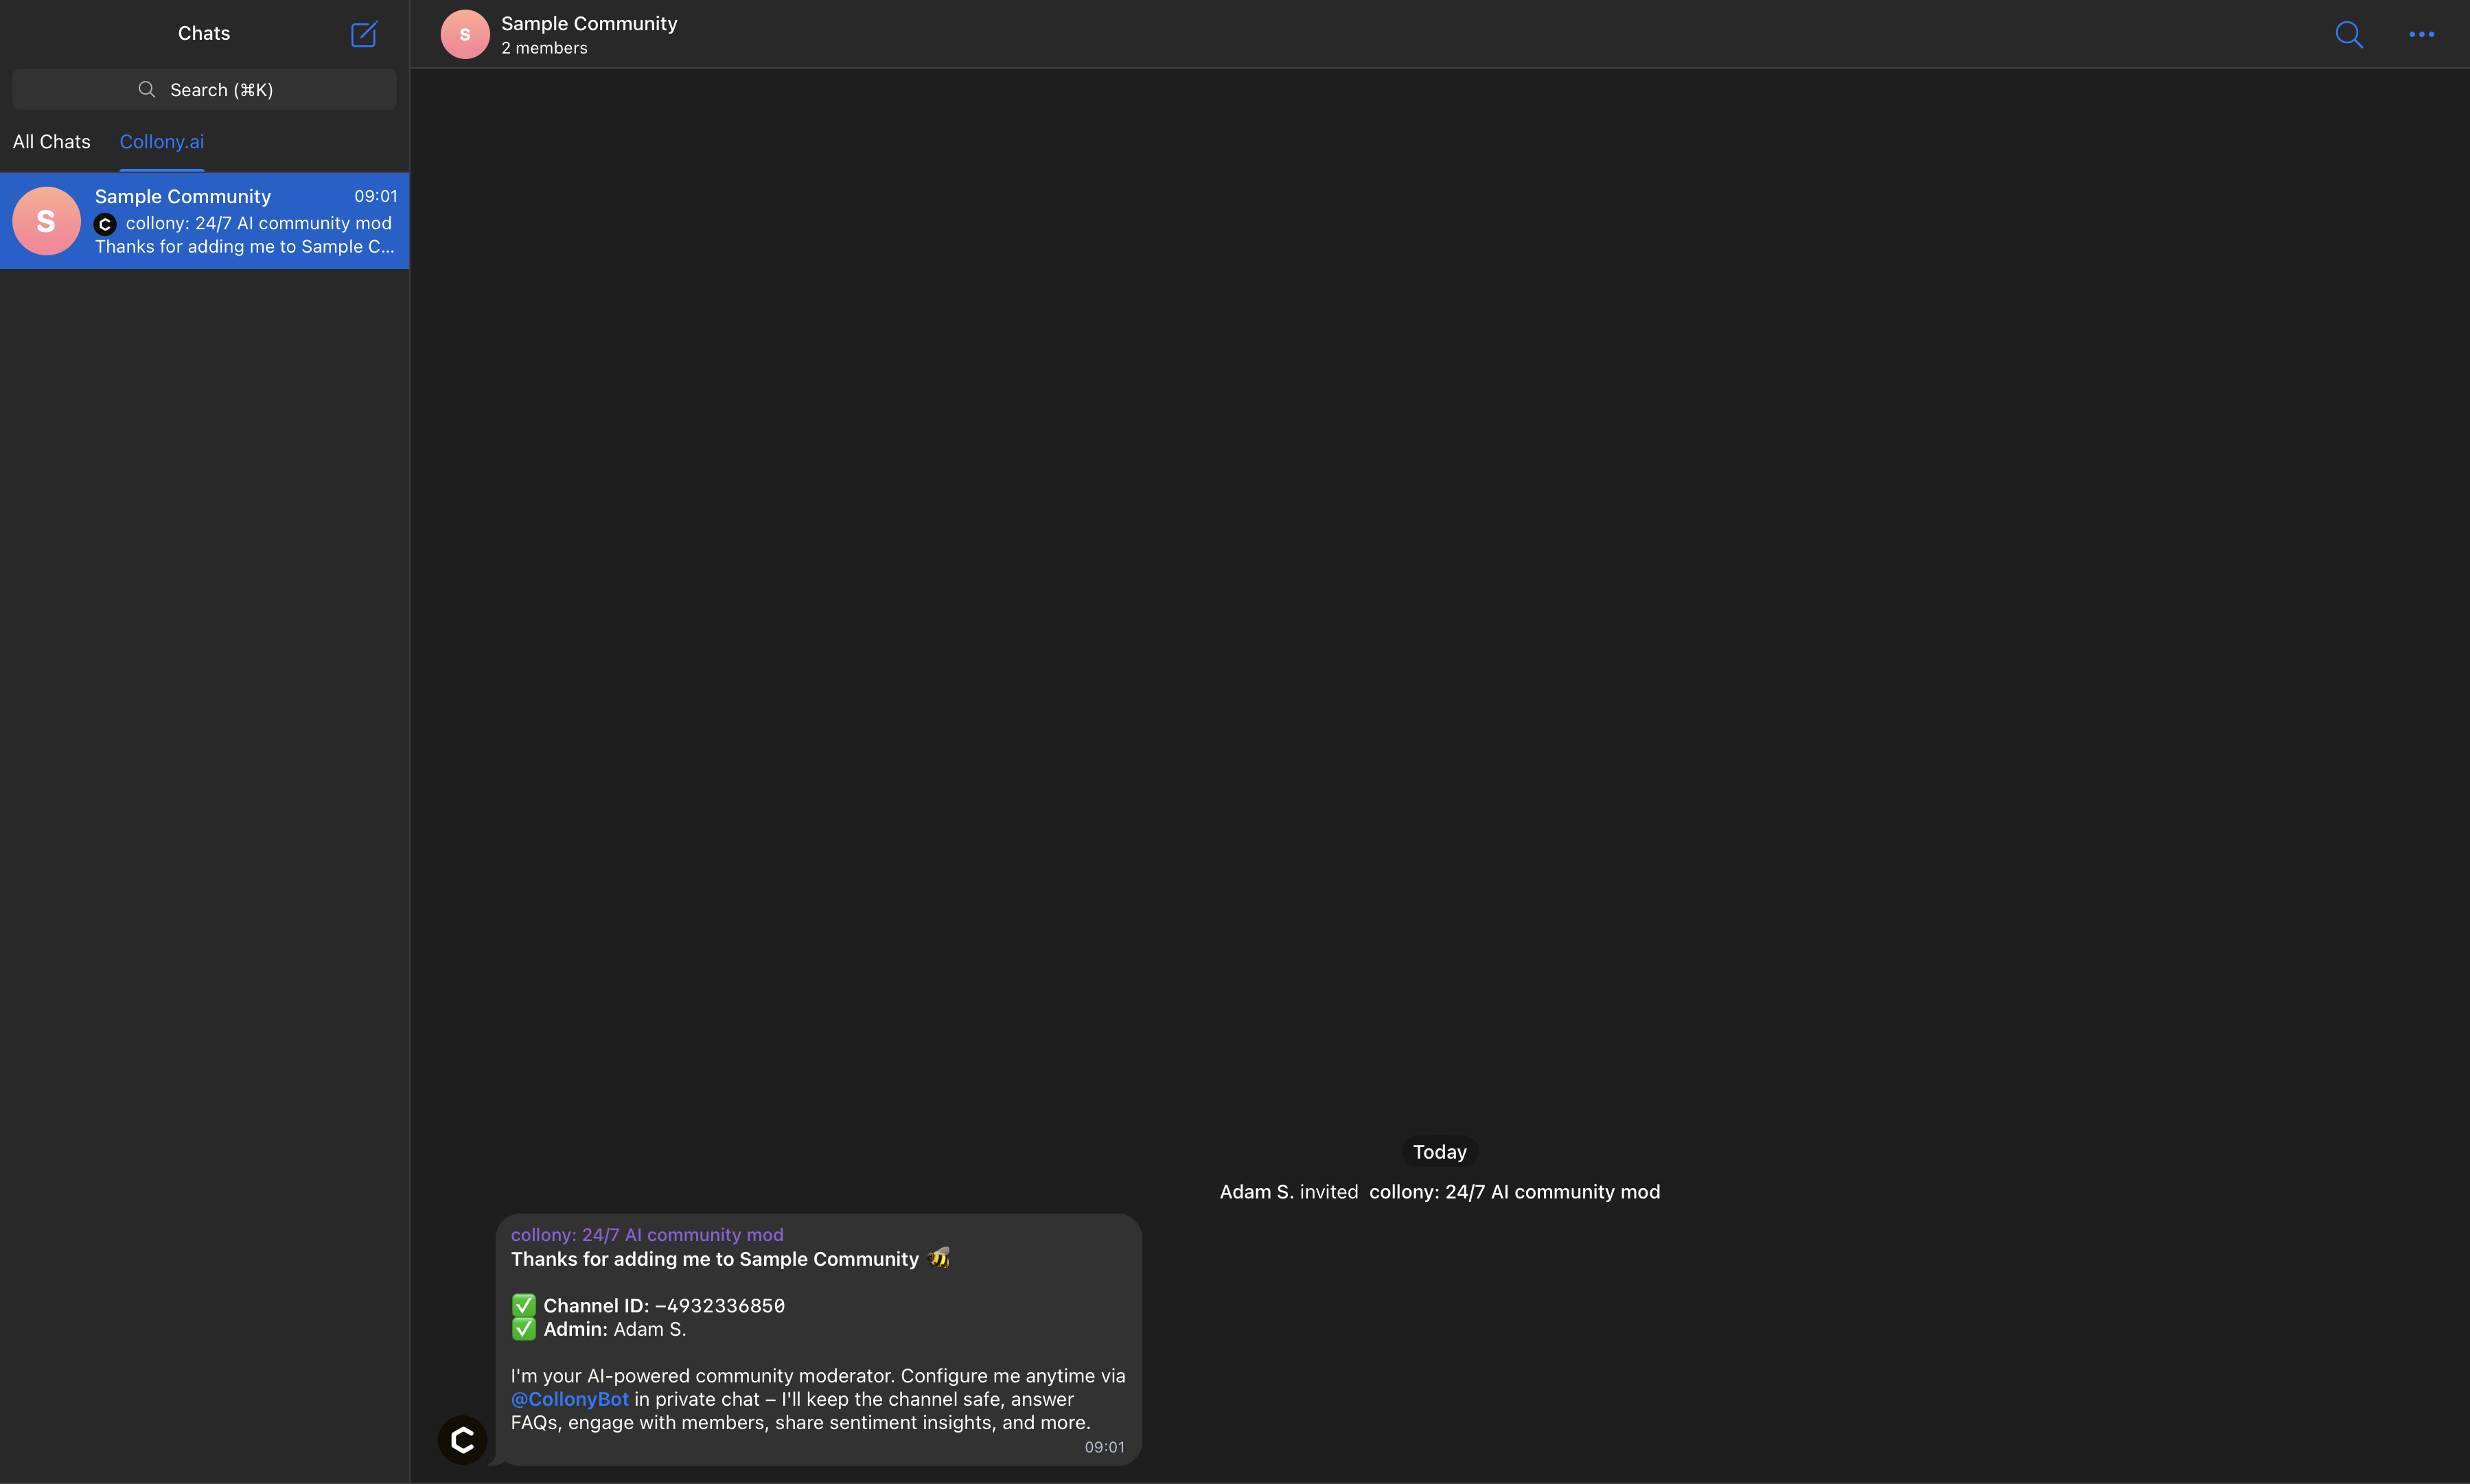 Chats
Search (⌘K)
All Chats
Collony.ai
S
Sample Community
09:01
collony: 24/7 AI community mod
Thanks for adding me to Sample C...
S
Sample Community
2 members
Today
Adam S. invited collony: 24/7 AI community mod
collony: 24/7 AI community mod
Thanks for adding me to Sample Community 🐝
✅ Channel ID: –4932336850
✅ Admin: Adam S.
I'm your AI-powered community moderator. Configure me anytime via
@CollonyBot in private chat – I'll keep the channel safe, answer
FAQs, engage with members, share sentiment insights, and more.
09:01